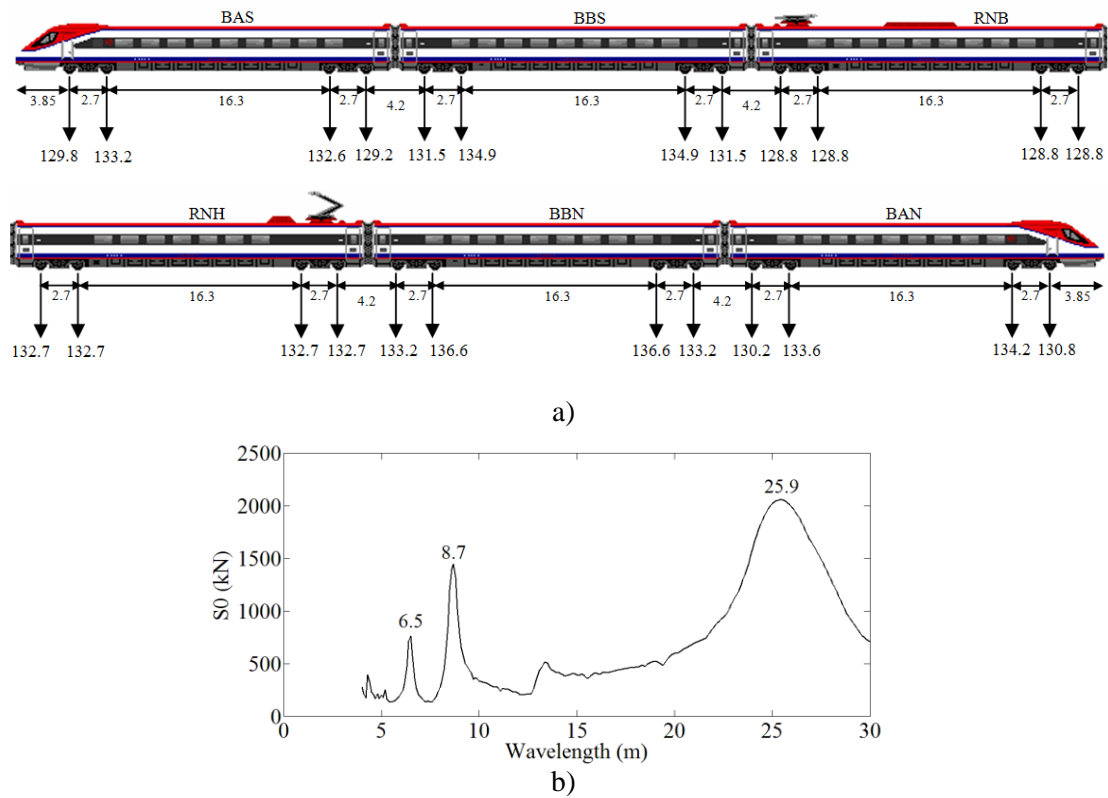 BAS BBS RNB
3.85 2.7 16.3 2.7 4.2 2.7 16.3 2.7 4.2 2.7 16.3 2.7
129.8 133.2 132.6 129.2 131.5 134.9 134.9 131.5 128.8 128.8 128.8 128.8
RNH BBN BAN
2.7 16.3 2.7 4.2 2.7 16.3 2.7 4.2 2.7 16.3 2.7 3.85
132.7 132.7 132.7 132.7 133.2 136.6 136.6 133.2 130.2 133.6 134.2 130.8
a)
2500
2000
1500
1000
500
0
S0 (kN)
6.5
8.7
25.9
0 5 10 15 20 25 30
Wavelength (m)
b)